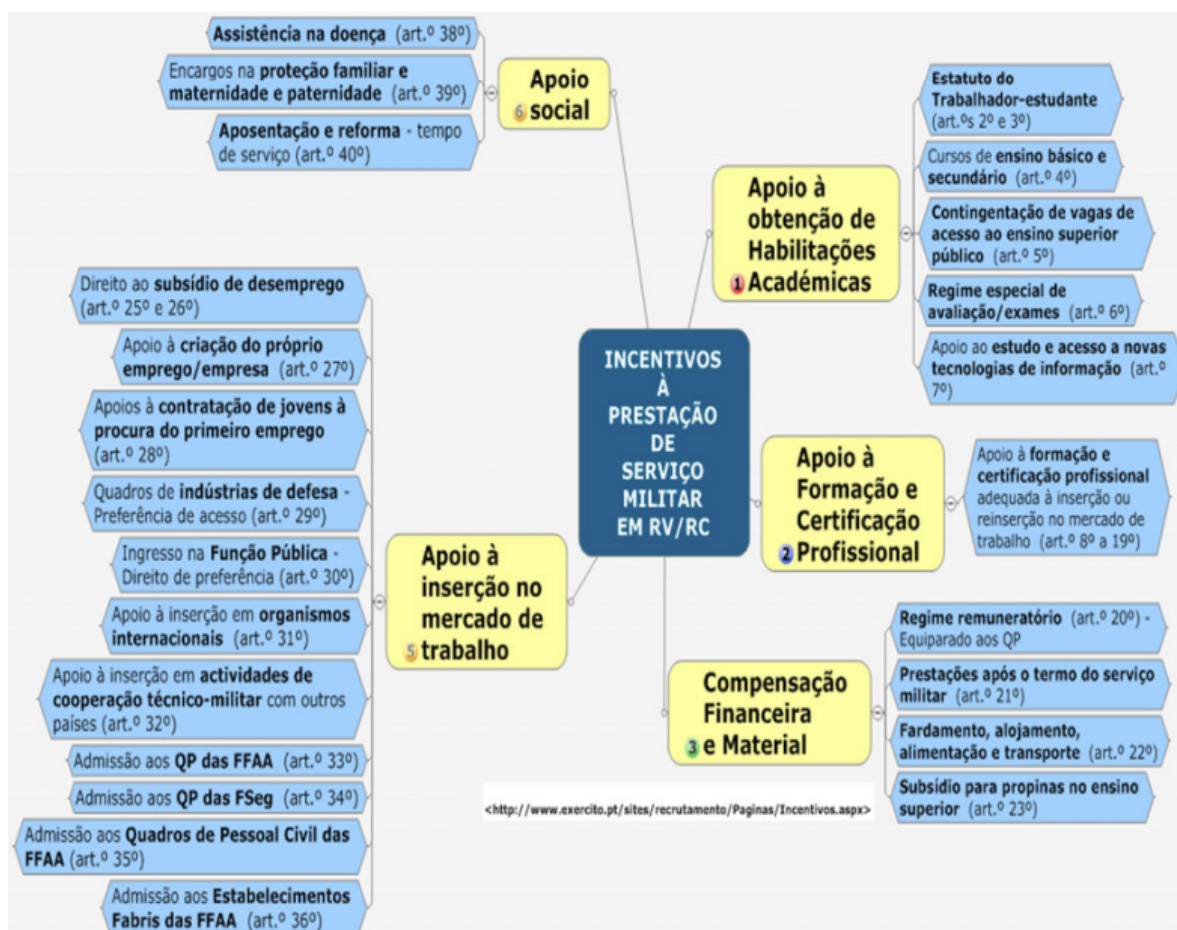 INCENTIVOS
À
PRESTAÇÃO
DE
SERVIÇO
MILITAR
EM RV/RC
Apoio à
obtenção de
Habilitações
1 Académicas
Estatuto do
Trabalhador-estudante
(art.ºs 2º e 3º)
Cursos de ensino básico e
secundário (art.º 4º)
Contingentação de vagas de
acesso ao ensino superior
público (art.º 5º)
Regime especial de
avaliação/exames (art.º 6º)
Apoio ao estudo e acesso a novas
tecnologias de informação (art.º
7º)
Apoio à
Formação e
Certificação
2 Profissional
Apoio à formação e
certificação profissional
adequada à inserção ou
reinserção no mercado de
trabalho (art.º 8º a 19º)
Compensação
Financeira
3 e Material
Regime remuneratório (art.º 20º) -
Equiparado aos QP
Prestações após o termo do serviço
militar (art.º 21º)
Fardamento, alojamento,
alimentação e transporte (art.º 22º)
Subsídio para propinas no ensino
superior (art.º 23º)
Apoio à
inserção no
mercado de
5 trabalho
Direito ao subsídio de desemprego
(art.º 25º e 26º)
Apoio à criação do próprio
emprego/empresa (art.º 27º)
Apoios à contratação de jovens à
procura do primeiro emprego
(art.º 28º)
Quadros de indústrias de defesa -
Preferência de acesso (art.º 29º)
Ingresso na Função Pública -
Direito de preferência (art.º 30º)
Apoio à inserção em organismos
internacionais (art.º 31º)
Apoio à inserção em actividades de
cooperação técnico-militar com outros
países (art.º 32º)
Admissão aos QP das FFAA (art.º 33º)
Admissão aos QP das FSeg (art.º 34º)
Admissão aos Quadros de Pessoal Civil das
FFAA (art.º 35º)
Admissão aos Estabelecimentos
Fabris das FFAA (art.º 36º)
Apoio
6 social
Assistência na doença (art.º 38º)
Encargos na proteção familiar e
maternidade e paternidade (art.º 39º)
Aposentação e reforma - tempo
de serviço (art.º 40º)
<http://www.exercito.pt/sites/recrutamento/Paginas/Incentivos.aspx>